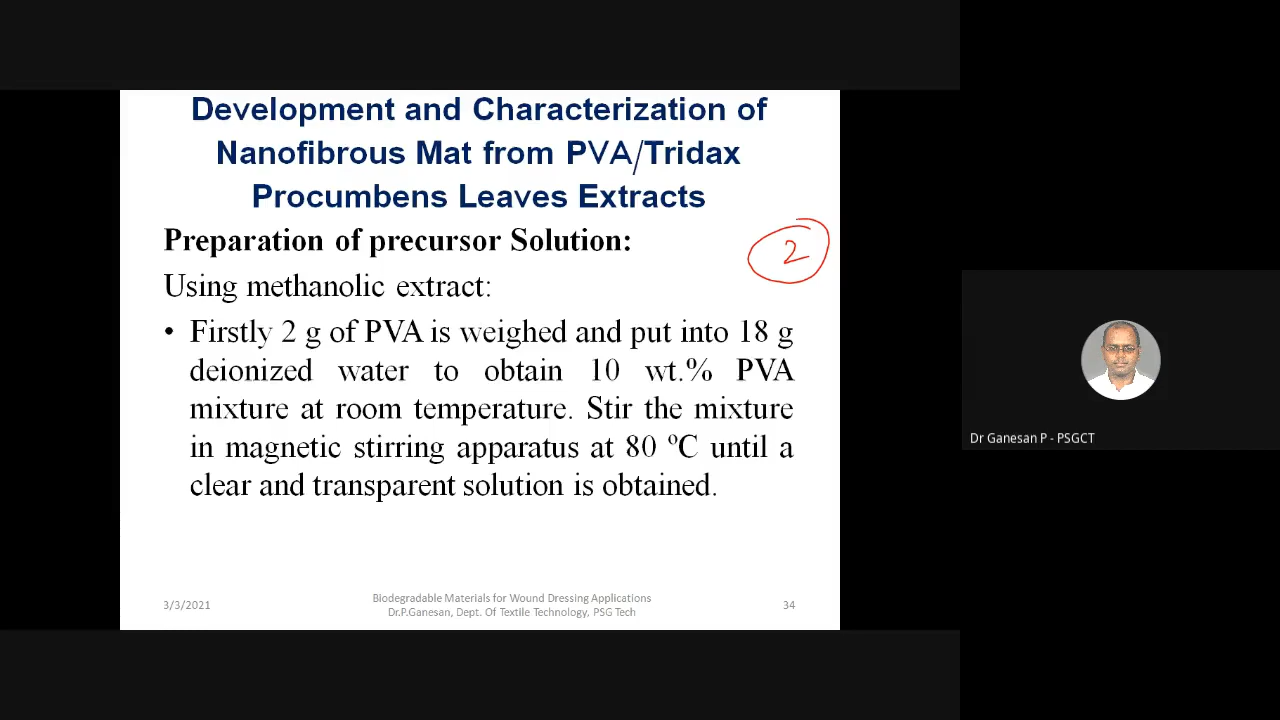 Development and Characterization of
Nanofibrous Mat from PVA/Tridax
Procumbens Leaves Extracts
Preparation of precursor Solution:
2
Using methanolic extract:
• Firstly 2 g of PVA is weighed and put into 18 g
deionized water to obtain 10 wt.% PVA
mixture at room temperature. Stir the mixture
in magnetic stirring apparatus at 80 ºC until a
clear and transparent solution is obtained.
Dr Ganesan P - PSGCT
3/3/2021
Biodegradable Materials for Wound Dressing Applications
Dr.P.Ganesan, Dept. Of Textile Technology, PSG Tech
34